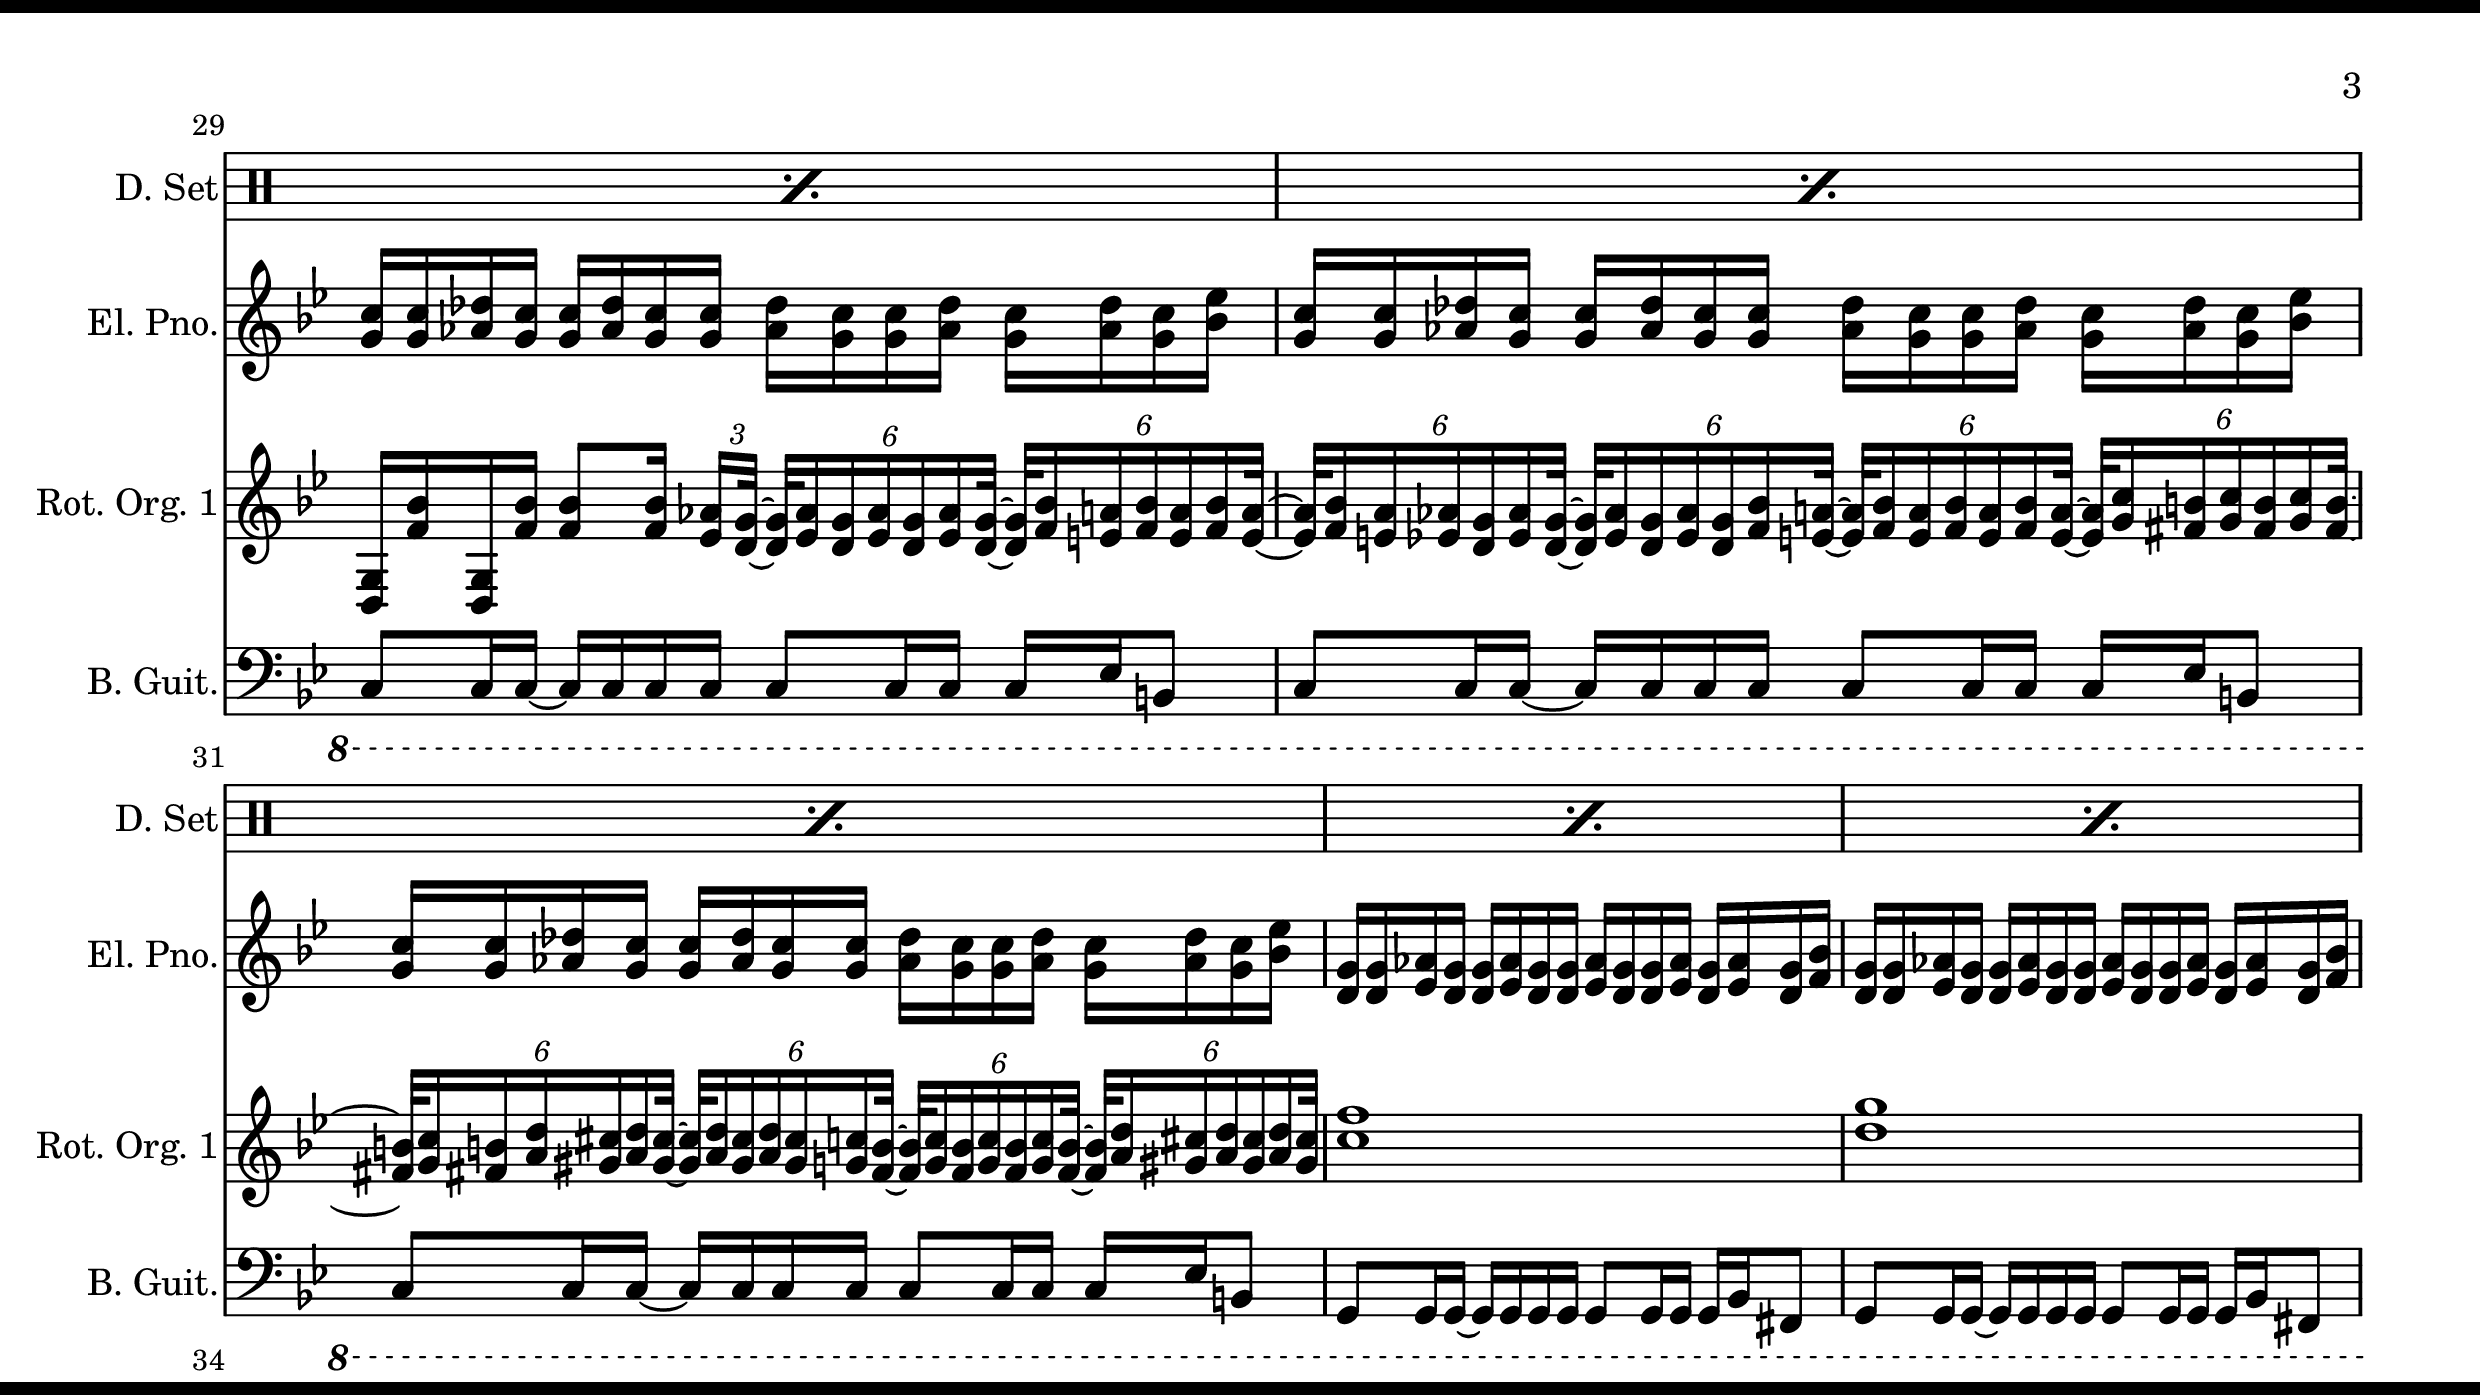 3
29
D. Set
El. Pno.
3 6 6 6 6 6 6
Rot. Org. 1
B. Guit.
8
31
D. Set
El. Pno.
6 6 6 6
Rot. Org. 1
B. Guit.
8
34